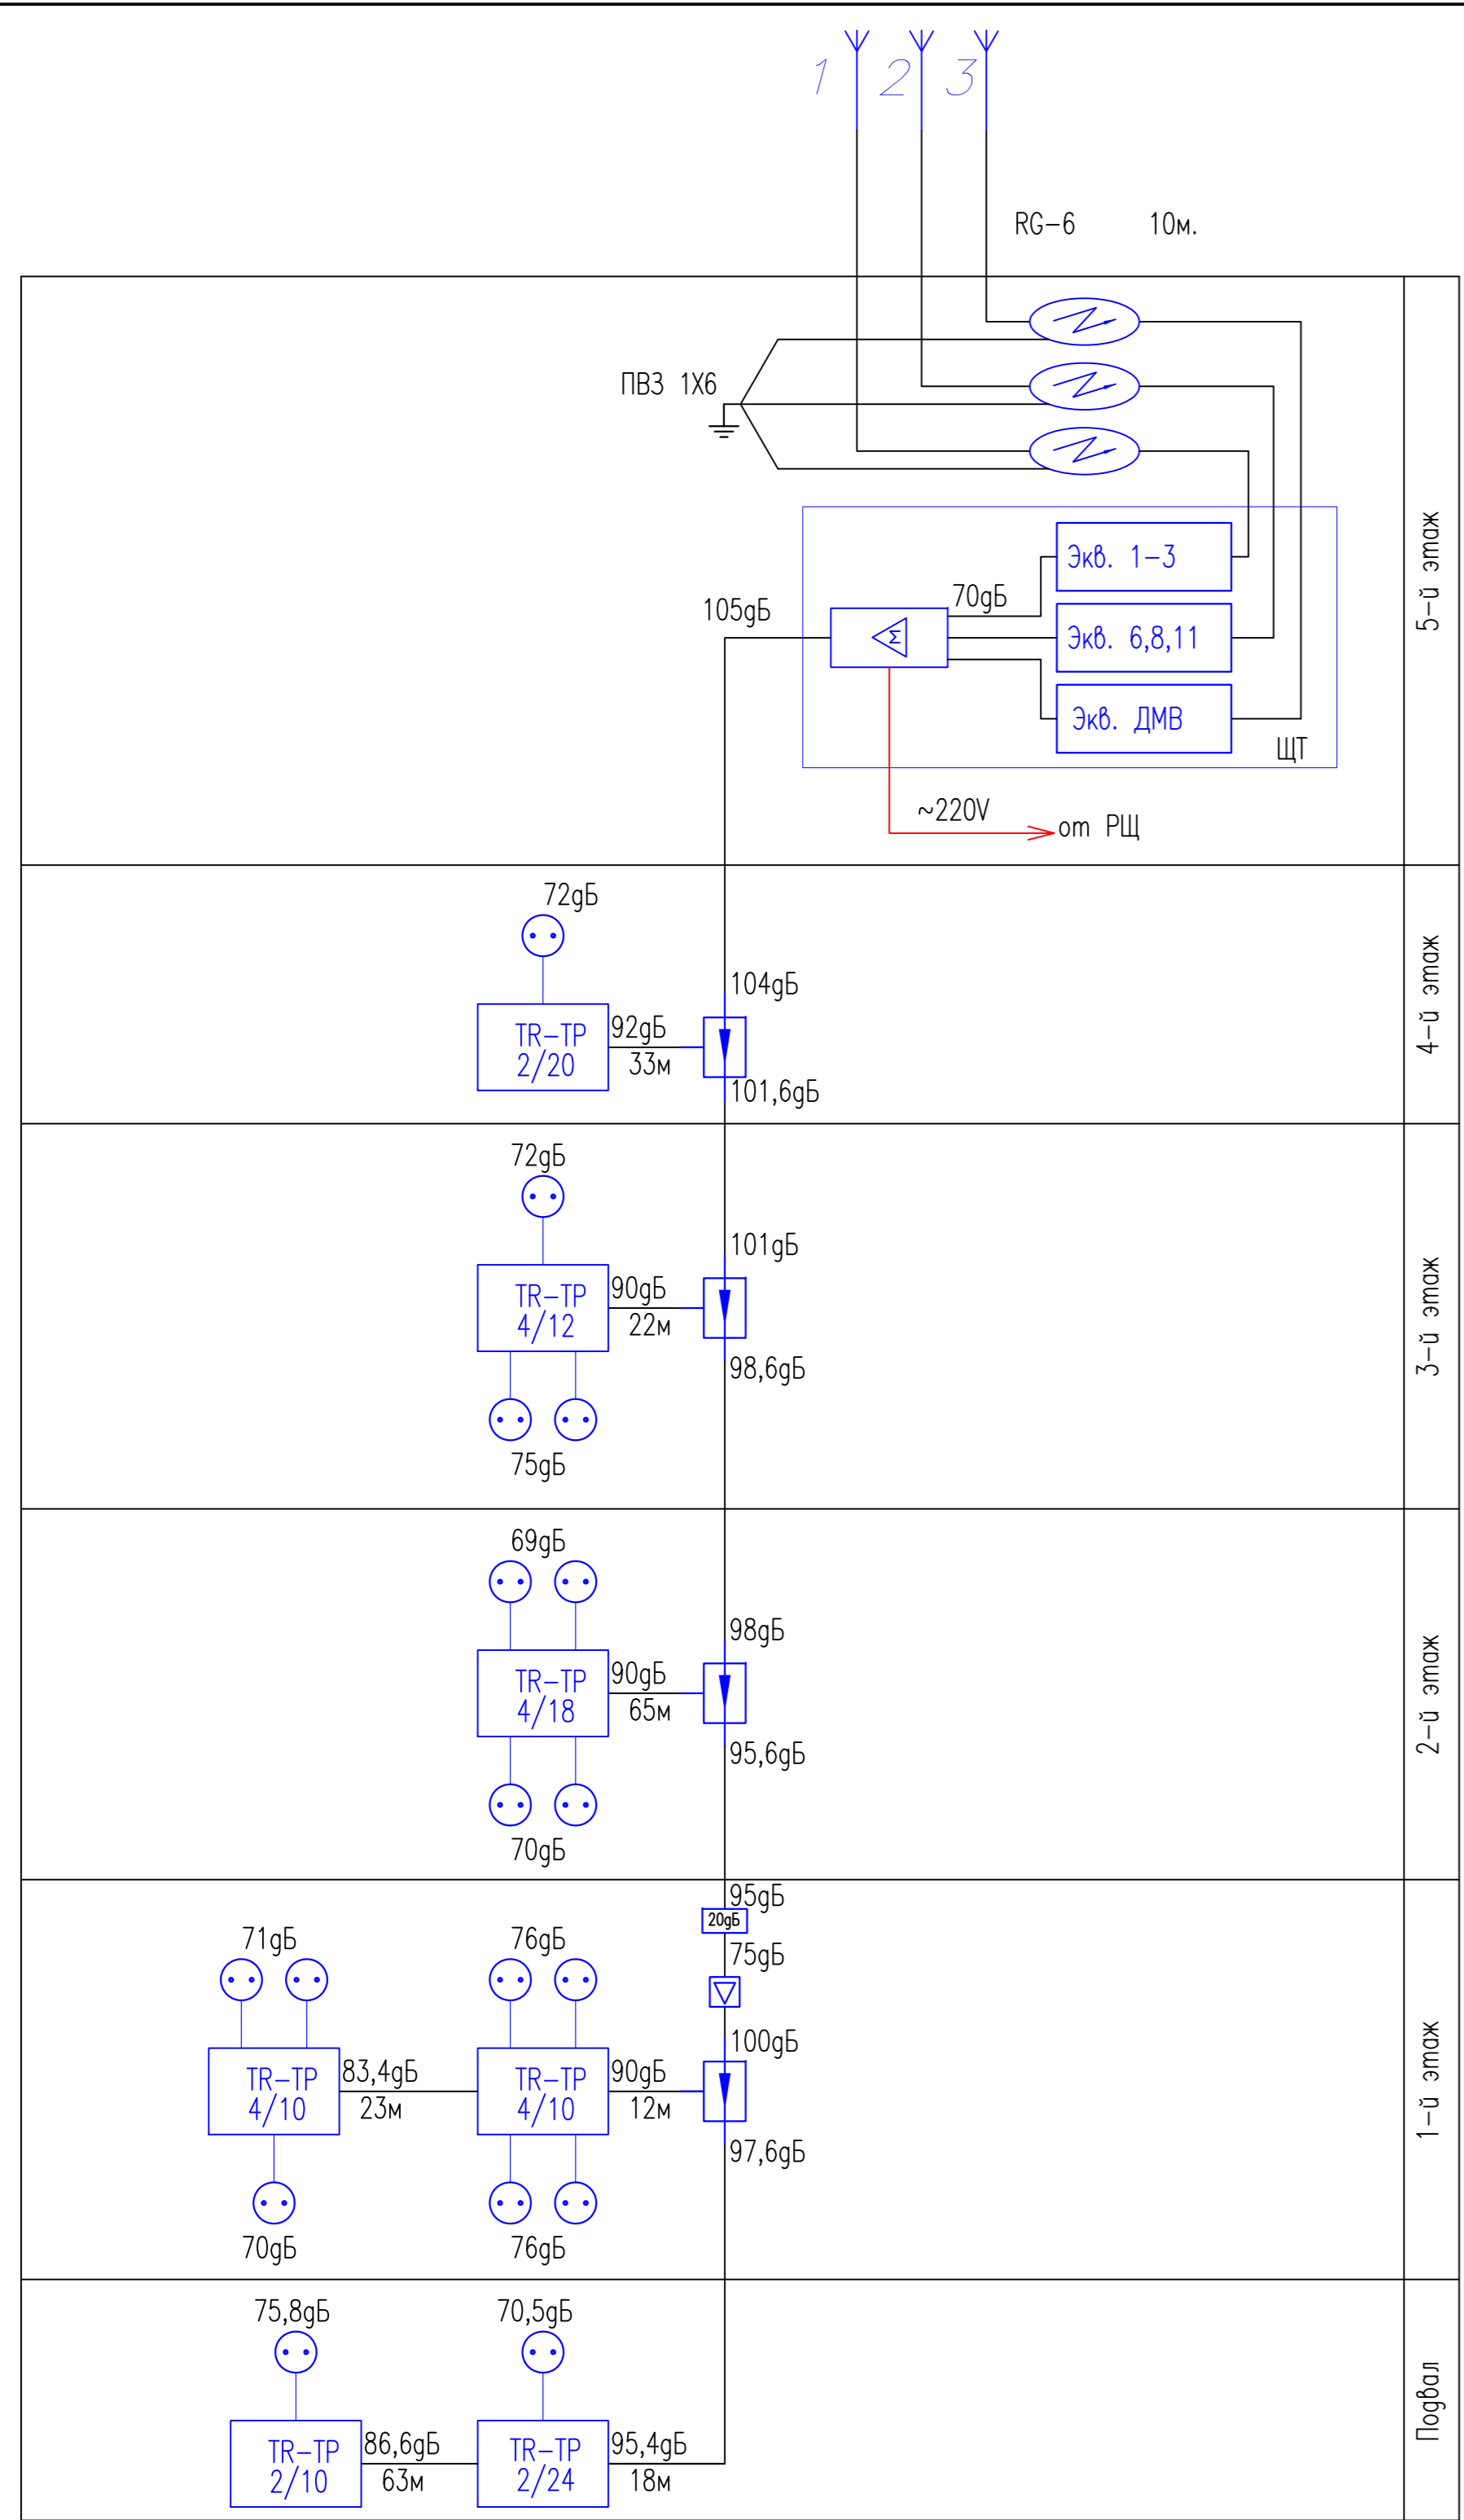 1 2 3
RG-6 10м.
ПВ3 1X6
Экв. 1-3
70дБ
105дБ
Σ
Экв. 6,8,11
Экв. ДМВ
ЩТ
~220V
от РЩ
5-й этаж
72дБ
104дБ
TR-TP
2/20
92дБ
33м
101,6дБ
4-й этаж
72дБ
101дБ
TR-TP
4/12
90дБ
22м
98,6дБ
75дБ
3-й этаж
69дБ
98дБ
TR-TP
4/18
90дБ
65м
95,6дБ
70дБ
2-й этаж
95дБ
20дБ
75дБ
71дБ
76дБ
100дБ
TR-TP
4/10
83,4дБ
23м
TR-TP
4/10
90дБ
12м
97,6дБ
70дБ
76дБ
1-й этаж
75,8дБ
70,5дБ
TR-TP
2/10
86,6дБ
63м
TR-TP
2/24
95,4дБ
18м
Подвал